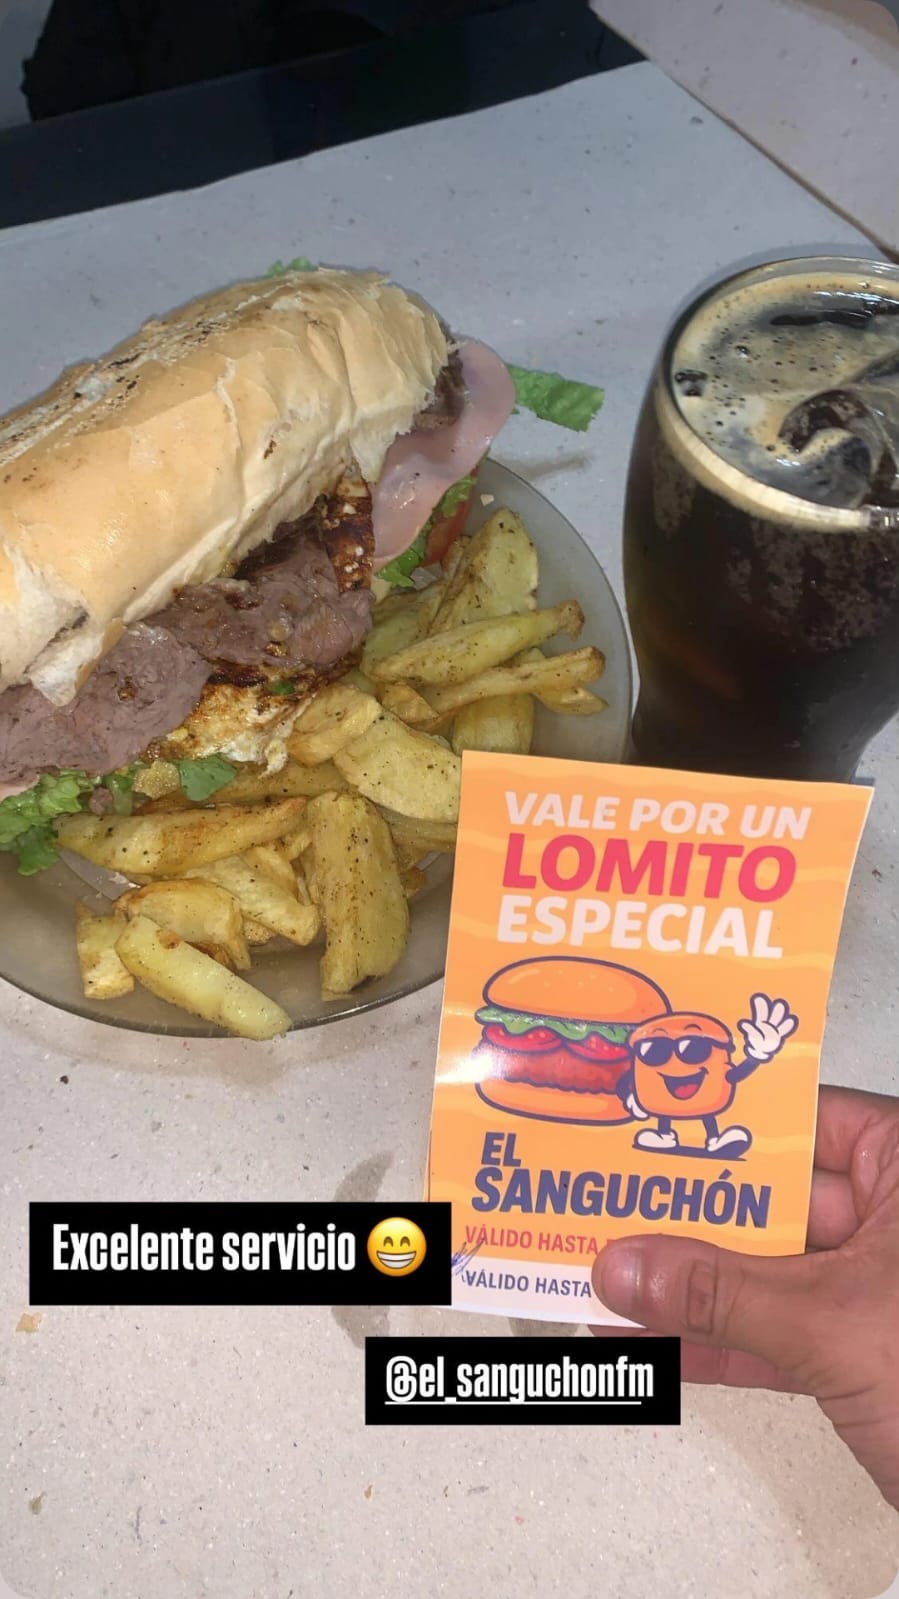 VALE POR UN
LOMITO
ESPECIAL
EL
SANGUCHÓN
VÁLIDO HASTA
VÁLIDO HASTA
Excelente servicio 😁
@el_sanguchonfm